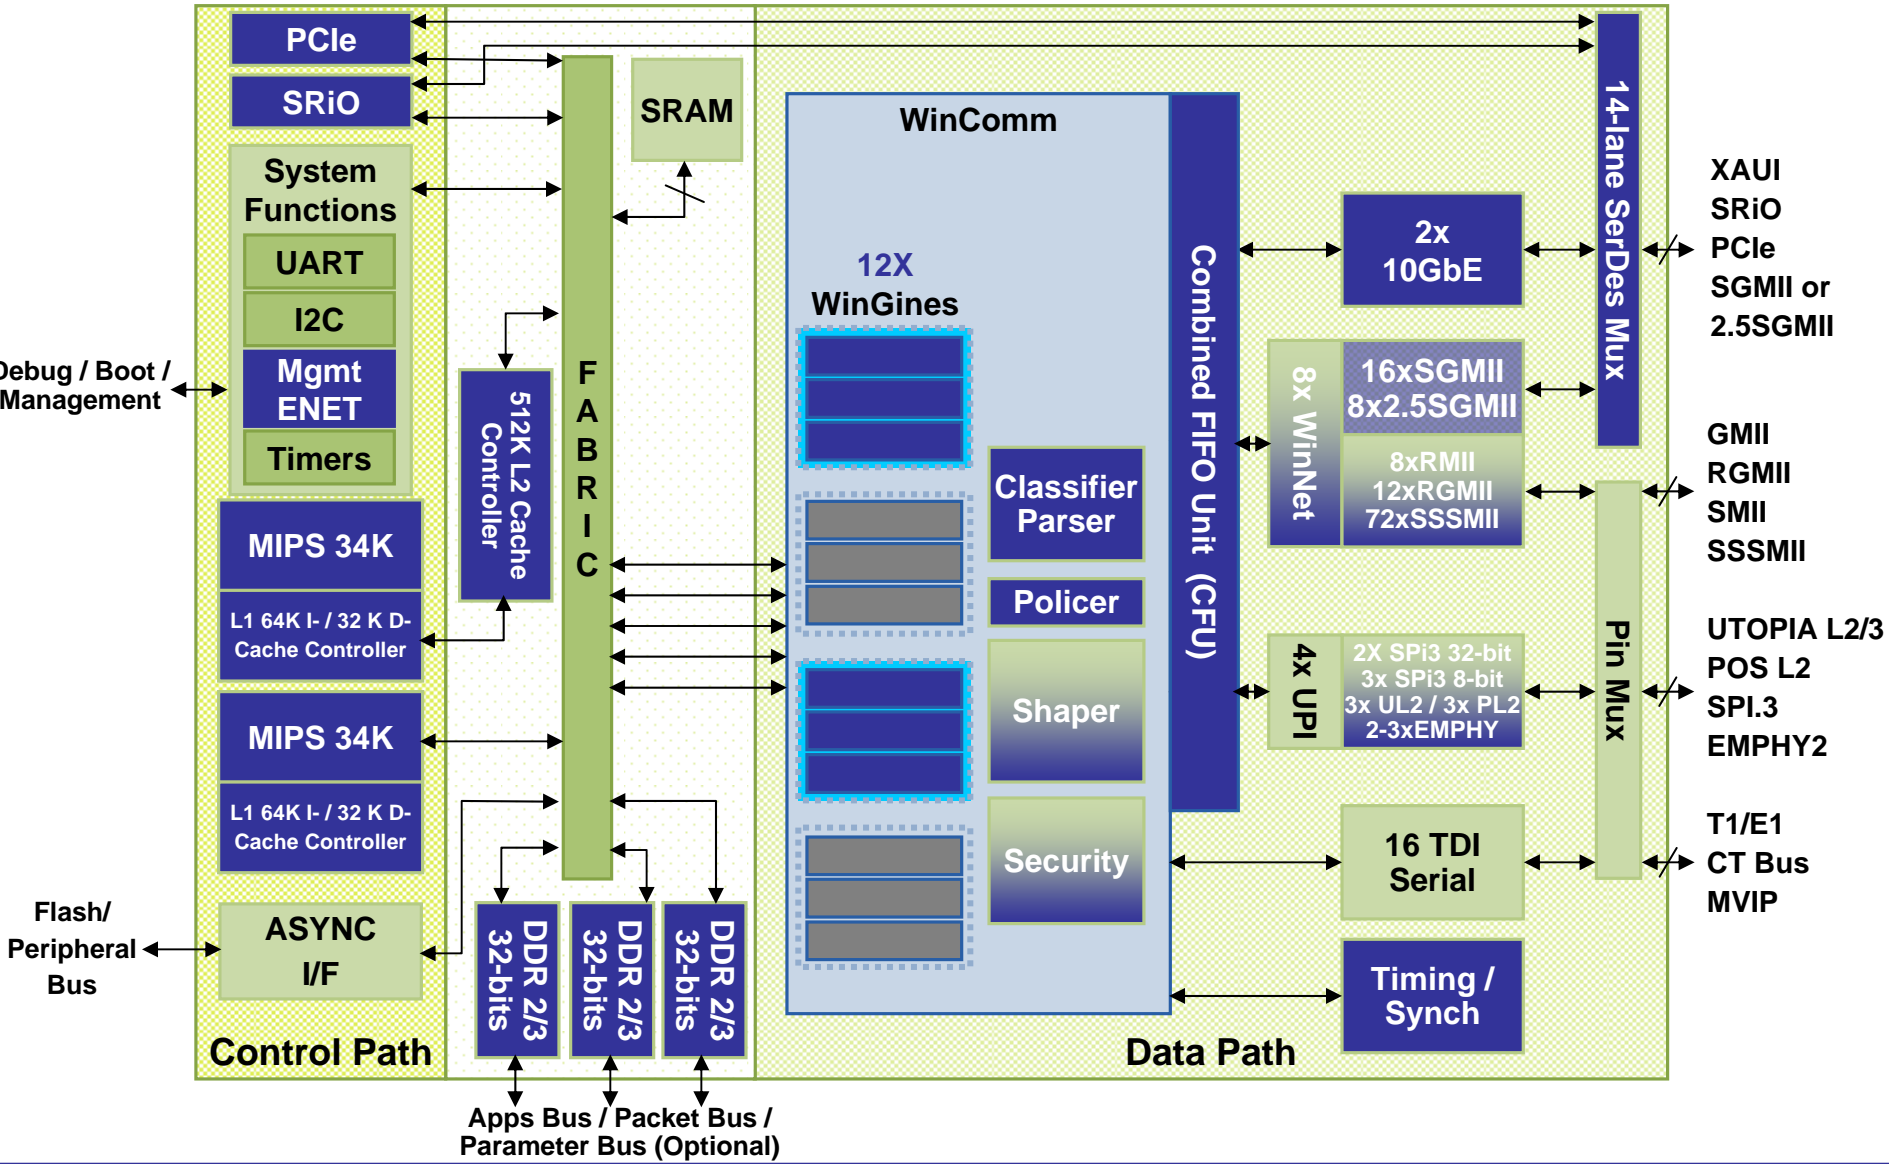 PCIe
SRiO
System
Functions
UART
I2C
Mgmt
ENET
Timers
MIPS 34K
L1 64K I- / 32 K D-
Cache Controller
MIPS 34K
L1 64K I- / 32 K D-
Cache Controller
ASYNC
I/F
Control Path
Debug / Boot /
Management
Flash/
Peripheral
Bus
512K L2 Cache
Controller
FABRIC
SRAM
DDR 2/3
32-bits
DDR 2/3
32-bits
DDR 2/3
32-bits
Apps Bus / Packet Bus /
Parameter Bus (Optional)
WinComm
12X
WinGines
Classifier
Parser
Policer
Shaper
Security
Combined FIFO Unit (CFU)
2x
10GbE
8x WinNet
16xSGMII
8x2.5SGMII
8xRMII
12xRGMII
72xSSSMII
4x UPI
2X SPi3 32-bit
3x SPi3 8-bit
3x UL2 / 3x PL2
2-3xEMPHY
16 TDI
Serial
Timing /
Synch
Data Path
14-lane SerDes Mux
Pin Mux
XAUI
SRiO
PCIe
SGMII or
2.5SGMII
GMII
RGMII
SMII
SSSMII
UTOPIA L2/3
POS L2
SPI.3
EMPHY2
T1/E1
CT Bus
MVIP